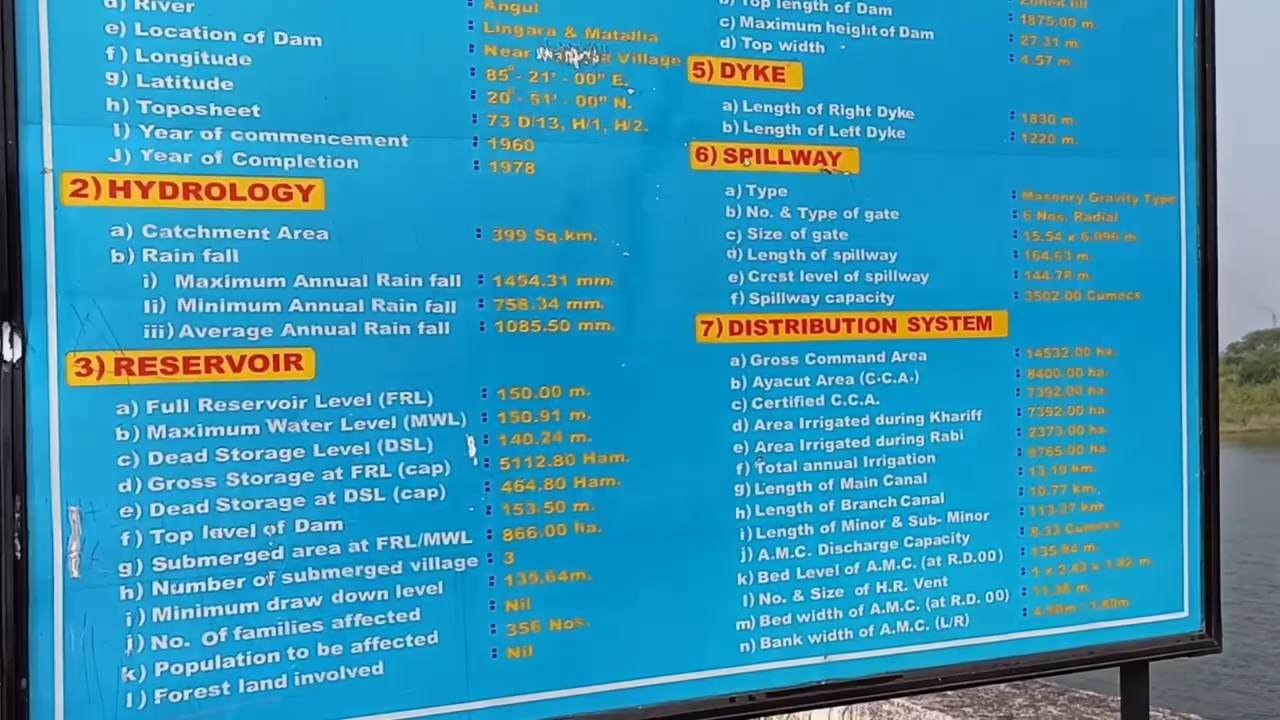 : Angul
d) River : Lingara & Matallia
e) Location of Dam : Near Village
f) Longitude : 85° - 21' - 00" E.
g) Latitude : 20° - 51' - 00" N.
h) Toposheet : 73 D/13, H/1, H/2.
I) Year of commencement : 1960
J) Year of Completion : 1978
2) HYDROLOGY
a) Catchment Area : 399 Sq.km.
b) Rain fall
i) Maximum Annual Rain fall : 1454.31 mm.
Ii) Minimum Annual Rain fall : 758.34 mm.
iii) Average Annual Rain fall : 1085.50 mm.
3) RESERVOIR
a) Full Reservoir Level (FRL) : 150.00 m.
b) Maximum Water Level (MWL) : 150.91 m.
c) Dead Storage Level (DSL) : 140.24 m.
d) Gross Storage at FRL (cap) : 5112.80 Ham.
e) Dead Storage at DSL (cap) : 464.80 Ham.
f) Top level of Dam : 153.50 m.
g) Submerged area at FRL/MWL : 866.00 ha.
h) Number of submerged village : 3
i) Minimum draw down level :
j) No. Of families affected : Nil
k) Population to be affected : 356 Nos.
l) Forest land involved : Nil
b) Top length of Dam : 1875.00 m.
c) Maximum height of Dam : 27.31 m.
d) Top width : 4.57 m.
5) DYKE
a) Length of Right Dyke : 1830 m.
b) Length of Left Dyke : 1220 m.
6) SPILLWAY
a) Type : Masonry Gravity Type
b) No. & Type of gate : 6 Nos. Radial
c) Size of gate : 15.54 x 6.096 m.
d) Length of spillway : 164.63 m.
e) Crest level of spillway : 144.78 m.
f) Spillway capacity : 3502.00 Cumecs
7) DISTRIBUTION SYSTEM
a) Gross Command Area : 14532.00 ha.
b) Ayacut Area (C.C.A.) : 8400.00 ha.
c) Certified C.C.A. : 7392.00 ha.
d) Area Irrigated during Khariff : 7392.00 ha.
e) Area Irrigated during Rabi : 2373.00 ha.
f) Total annual Irrigation : 9765.00 ha.
g) Length of Main Canal : 13.19 km.
h) Length of Branch Canal : 10.77 km.
i) Length of Minor & Sub- Minor : 113.37 km
j) A.M.C. Discharge Capacity : 8.33 Cumecs
k) Bed Level of A.M.C. (at R.D.00) :
l) No. & Size of H.R. Vent :
m) Bed width of A.M.C. (at R.D. 00) :
n) Bank width of A.M.C. (L/R) :